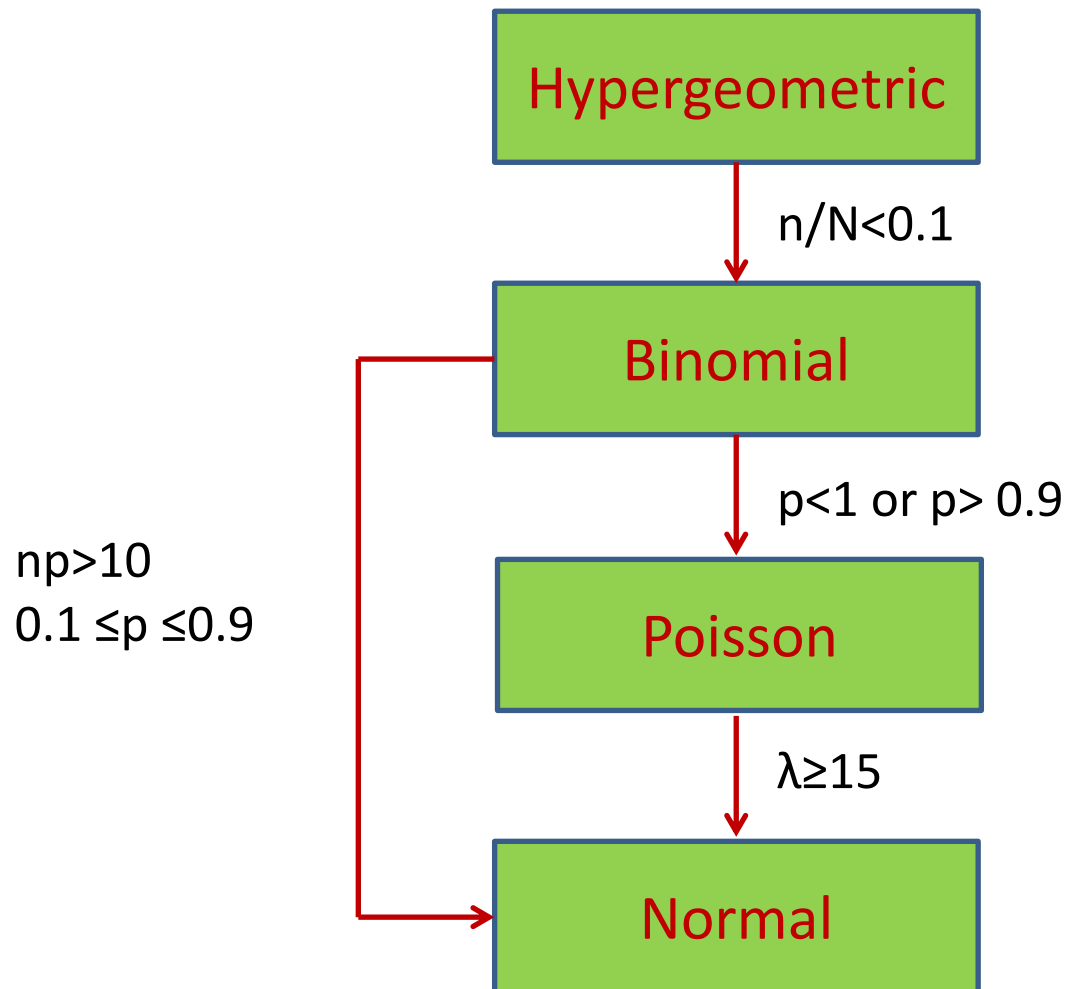 Hypergeometric
n/N<0.1
Binomial
p<1 or p> 0.9
np>10
0.1 ≤p ≤0.9
Poisson
λ≥15
Normal